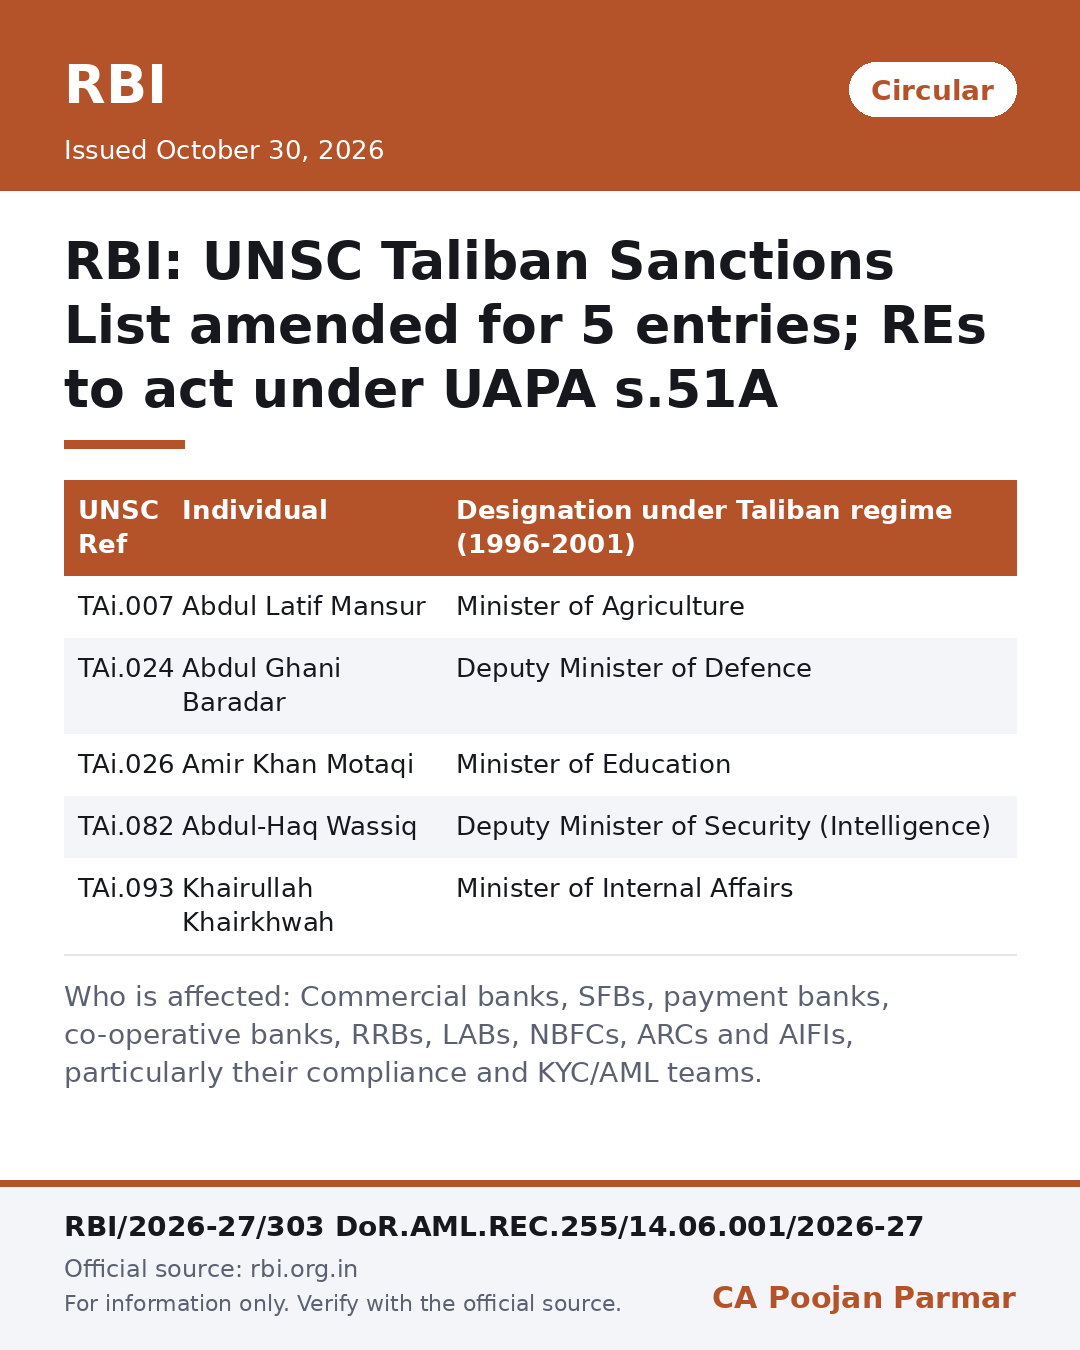 RBI
Circular
Issued October 30, 2026
RBI: UNSC Taliban Sanctions
List amended for 5 entries; REs
to act under UAPA s.51A
UNSC Ref Individual Designation under Taliban regime (1996-2001)
TAi.007 Abdul Latif Mansur Minister of Agriculture
TAi.024 Abdul Ghani Baradar Deputy Minister of Defence
TAi.026 Amir Khan Motaqi Minister of Education
TAi.082 Abdul-Haq Wassiq Deputy Minister of Security (Intelligence)
TAi.093 Khairullah Khairkhwah Minister of Internal Affairs
Who is affected: Commercial banks, SFBs, payment banks,
co-operative banks, RRBs, LABs, NBFCs, ARCs and AIFIs,
particularly their compliance and KYC/AML teams.
RBI/2026-27/303 DoR.AML.REC.255/14.06.001/2026-27
Official source: rbi.org.in
For information only. Verify with the official source.
CA Poojan Parmar